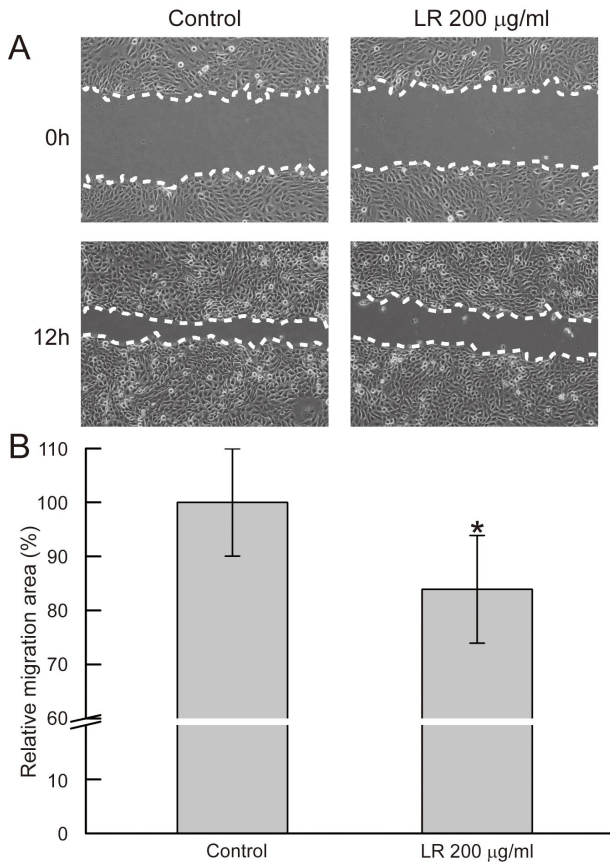 Control LR 200 μg/ml
A
0h
12h
B
Relative migration area (%)
110
100
90
80
70
60
10
0
*
Control LR 200 μg/ml